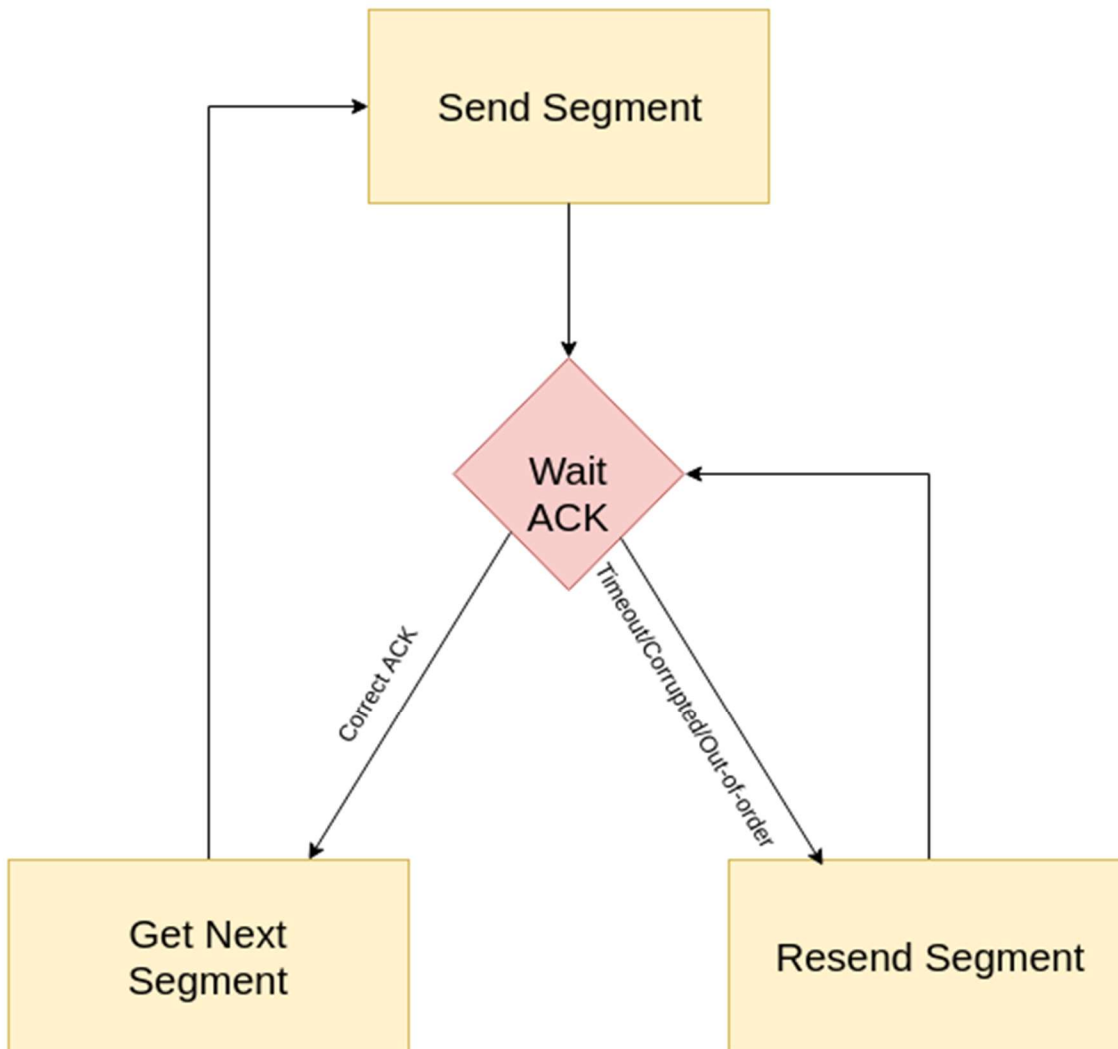 Send Segment
Wait
ACK
Correct ACK
Timeout/Corrupted/Out-of-order
Get Next
Segment
Resend Segment